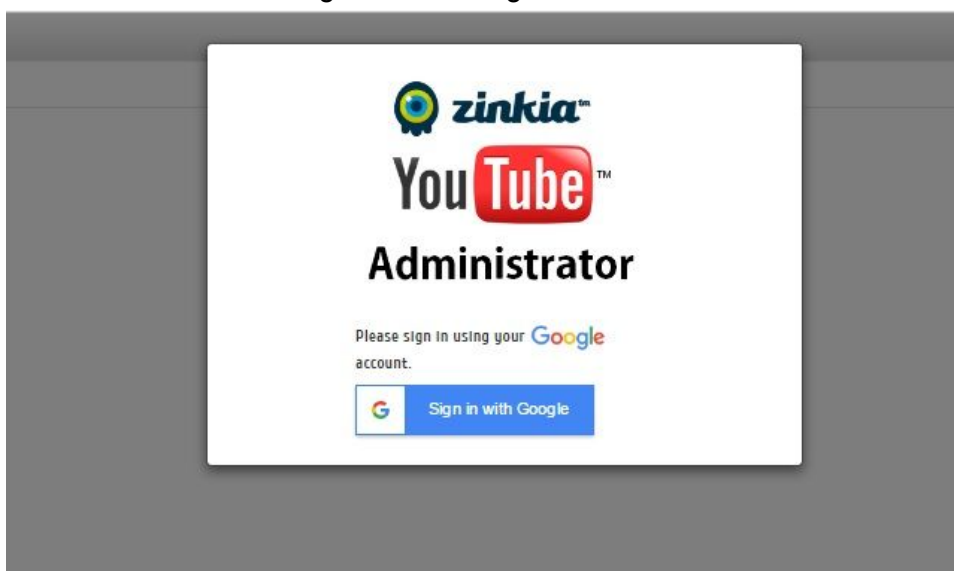 zinkia™
YouTube™
Administrator
Please sign in using your Google
account.
G Sign in with Google